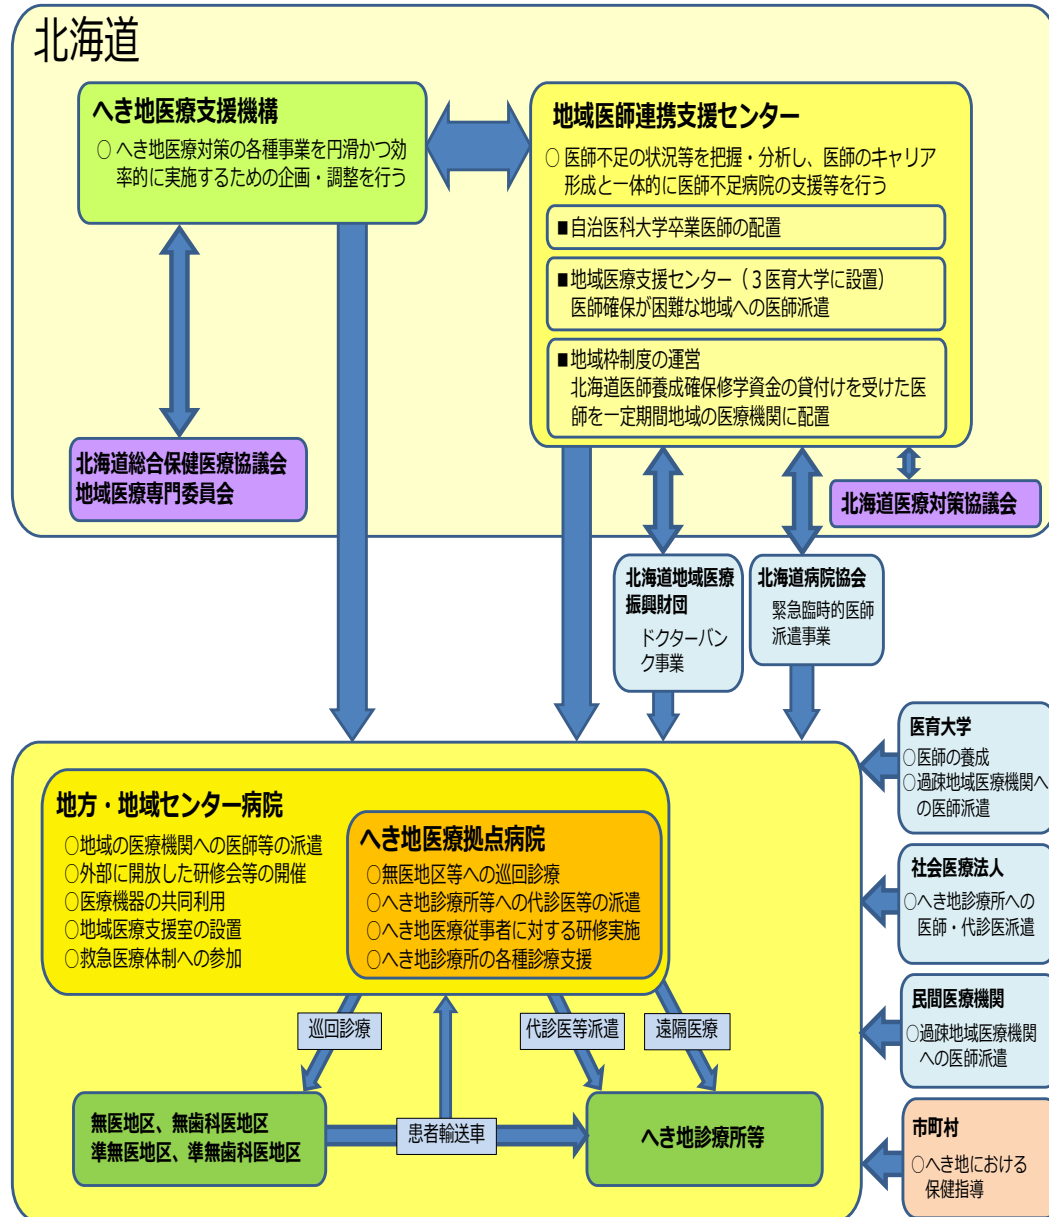 北海道
へき地医療支援機構
○ へき地医療対策の各種事業を円滑かつ効
率的に実施するための企画・調整を行う
地域医師連携支援センター
○ 医師不足の状況等を把握・分析し、医師のキャリア
形成と一体的に医師不足病院の支援等を行う
■自治医科大学卒業医師の配置
■地域医療支援センター（３医育大学に設置）
医師確保が困難な地域への医師派遣
■地域枠制度の運営
北海道医師養成確保修学資金の貸付けを受けた医
師を一定期間地域の医療機関に配置
北海道総合保健医療協議会
地域医療専門委員会
北海道医療対策協議会
北海道地域医療
振興財団
ドクターバン
ク事業
北海道病院協会
緊急臨時的医師
派遣事業
地方・地域センター病院
○地域の医療機関への医師等の派遣
○外部に開放した研修会等の開催
○医療機器の共同利用
○地域医療支援室の設置
○救急医療体制への参加
へき地医療拠点病院
○無医地区等への巡回診療
○へき地診療所等への代診医等の派遣
○へき地医療従事者に対する研修実施
○へき地診療所の各種診療支援
巡回診療
代診医等派遣
遠隔医療
無医地区、無歯科医地区
準無医地区、準無歯科医地区
患者輸送車
へき地診療所等
医育大学
○医師の養成
○過疎地域医療機関へ
の医師派遣
社会医療法人
○へき地診療所への
医師・代診医派遣
民間医療機関
○過疎地域医療機関
への医師派遣
市町村
○へき地における
保健指導